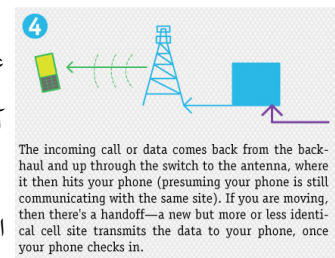 4
The incoming call or data comes back from the back-
haul and up through the switch to the antenna, where
it then hits your phone (presuming your phone is still
communicating with the same site). If you are moving,
then there's a handoff—a new but more or less identi-
cal cell site transmits the data to your phone, once
your phone checks in.